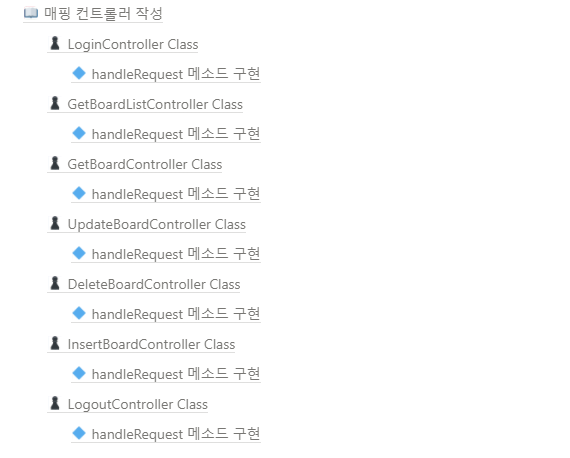 매핑 컨트롤러 작성
LoginController Class
handleRequest 메소드 구현
GetBoardListController Class
handleRequest 메소드 구현
GetBoardController Class
handleRequest 메소드 구현
UpdateBoardController Class
handleRequest 메소드 구현
DeleteBoardController Class
handleRequest 메소드 구현
InsertBoardController Class
handleRequest 메소드 구현
LogoutController Class
handleRequest 메소드 구현